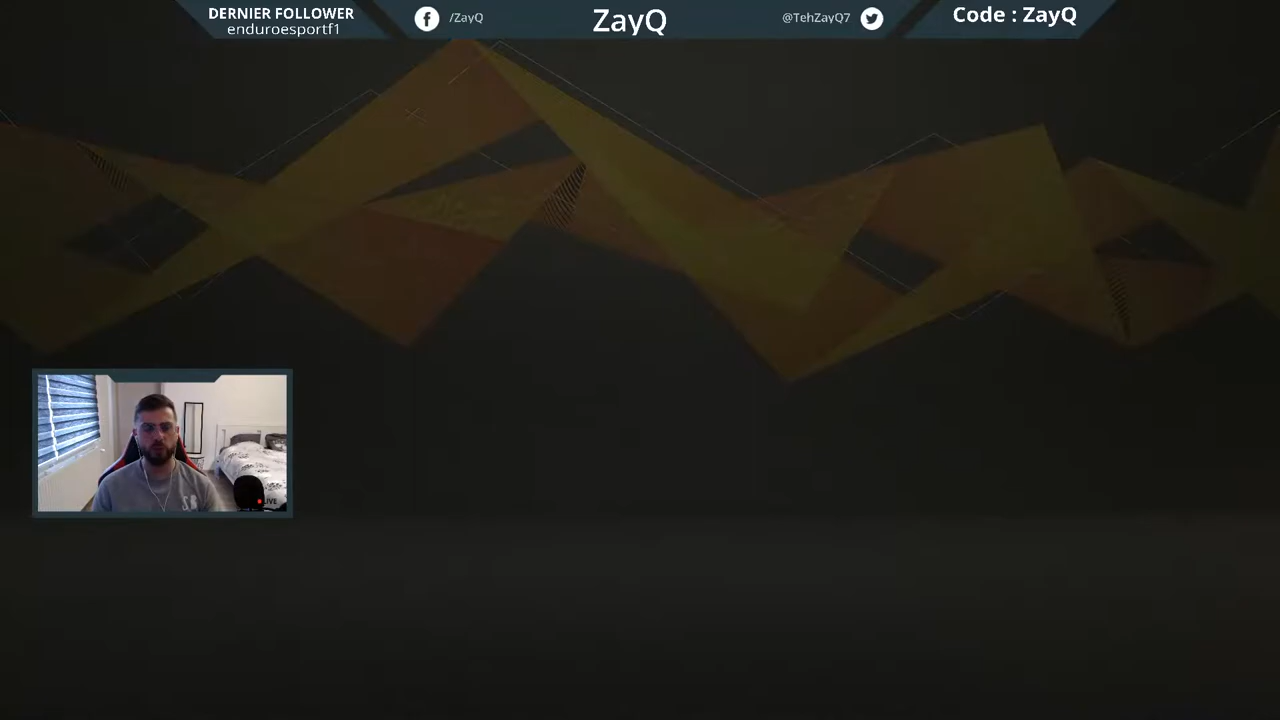 DERNIER FOLLOWER
enduroesportf1
/ZayQ
ZayQ
@TehZayQ7
Code : ZayQ